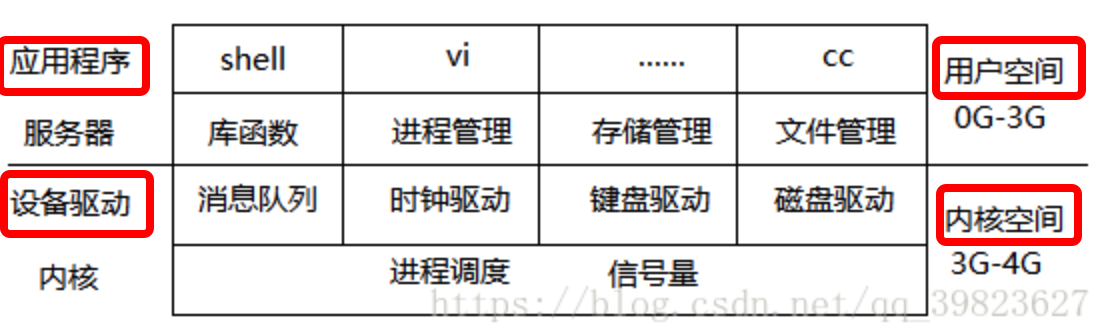 应用程序 shell vi ...... cc 用户空间
服务器 库函数 进程管理 存储管理 文件管理 0G-3G
设备驱动 消息队列 时钟驱动 键盘驱动 磁盘驱动 内核空间
内核 进程调度 信号量 3G-4G
https://blog.csdn.net/qq_39823627